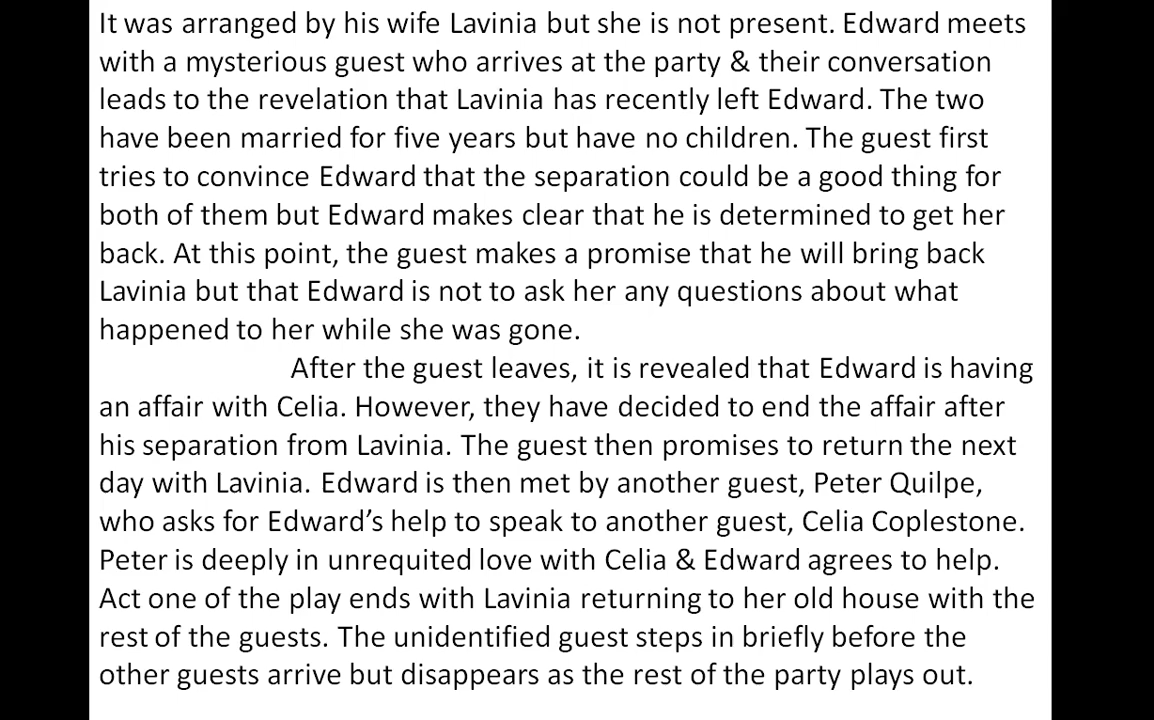 It was arranged by his wife Lavinia but she is not present. Edward meets
with a mysterious guest who arrives at the party & their conversation
leads to the revelation that Lavinia has recently left Edward. The two
have been married for five years but have no children. The guest first
tries to convince Edward that the separation could be a good thing for
both of them but Edward makes clear that he is determined to get her
back. At this point, the guest makes a promise that he will bring back
Lavinia but that Edward is not to ask her any questions about what
happened to her while she was gone.
After the guest leaves, it is revealed that Edward is having
an affair with Celia. However, they have decided to end the affair after
his separation from Lavinia. The guest then promises to return the next
day with Lavinia. Edward is then met by another guest, Peter Quilpe,
who asks for Edward’s help to speak to another guest, Celia Coplestone.
Peter is deeply in unrequited love with Celia & Edward agrees to help.
Act one of the play ends with Lavinia returning to her old house with the
rest of the guests. The unidentified guest steps in briefly before the
other guests arrive but disappears as the rest of the party plays out.